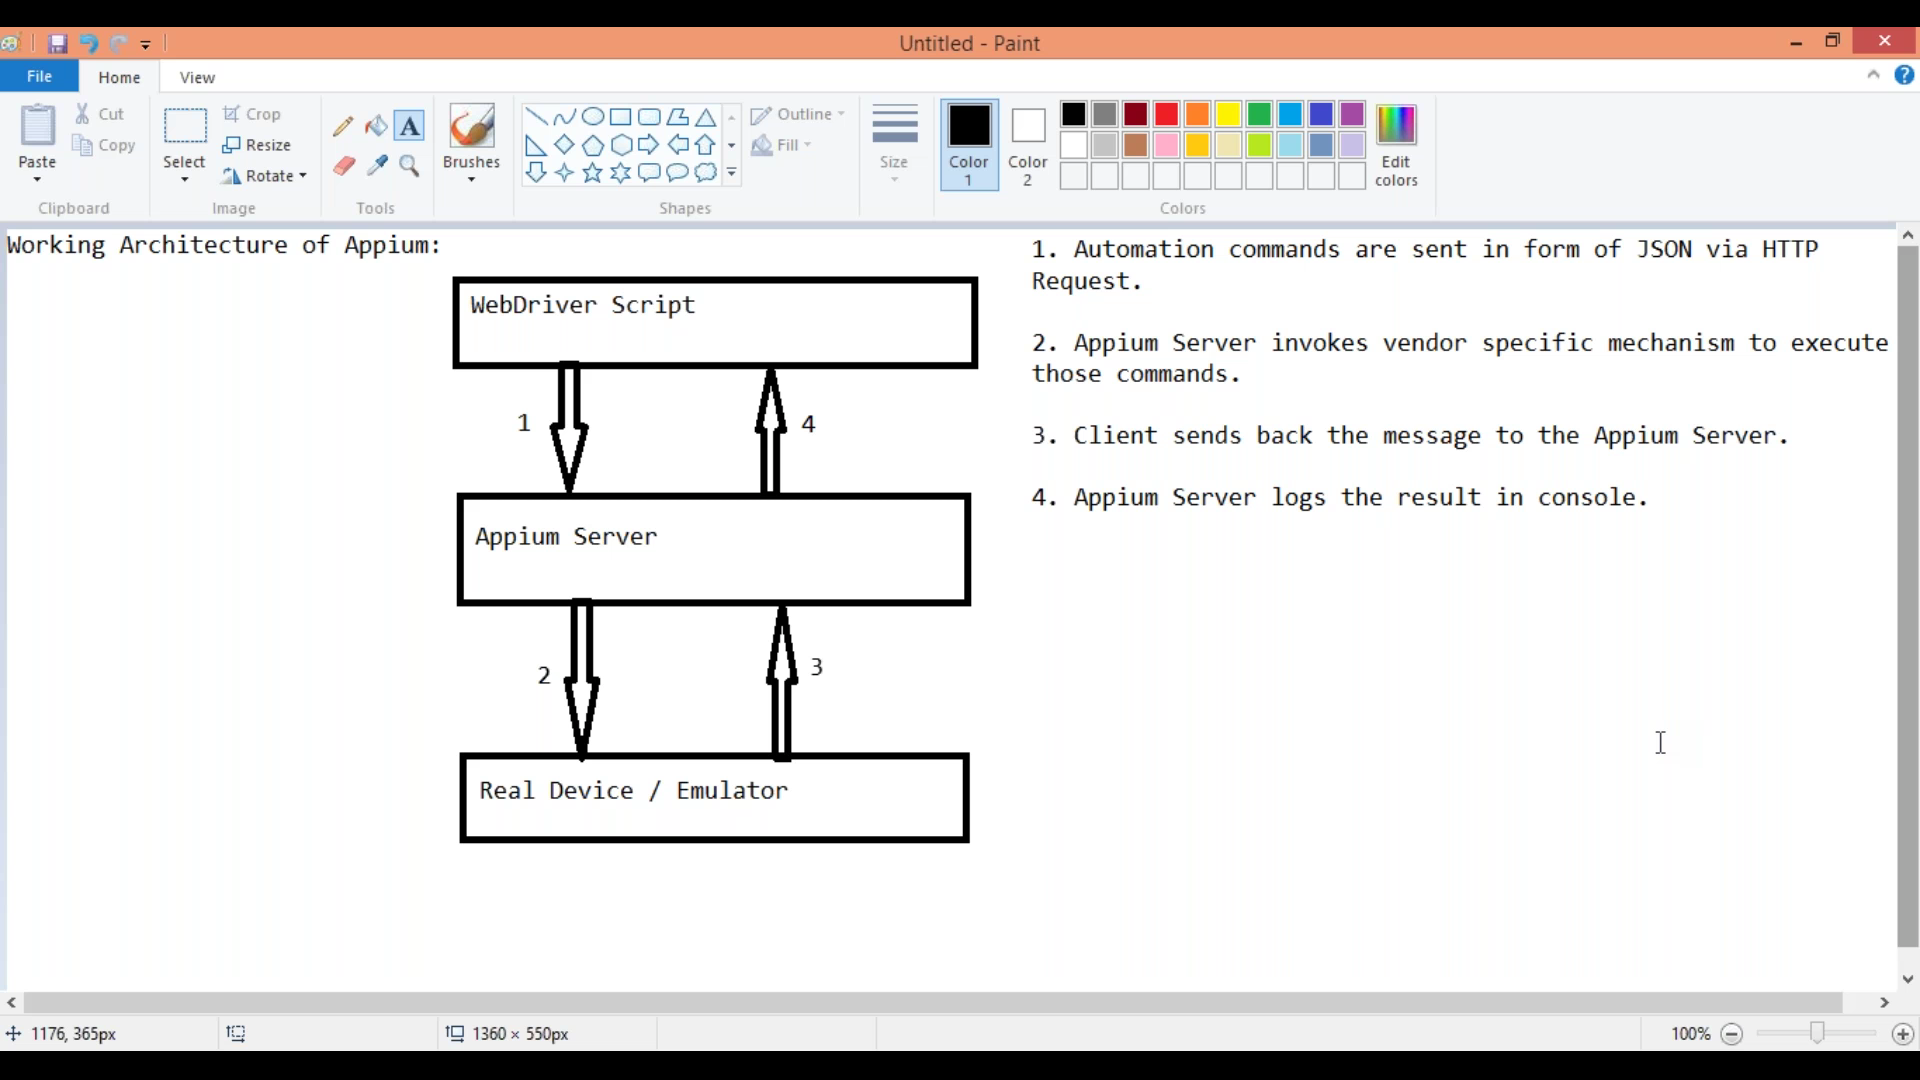 Untitled - Paint
File
Home
View
Paste
Cut
Copy
Clipboard
Select
Crop
Resize
Rotate
Image
A
Tools
Brushes
Shapes
Outline
Fill
Size
Color
1
Color
2
Edit
colors
Colors
Working Architecture of Appium:
WebDriver Script
1
4
Appium Server
2
3
Real Device / Emulator
1. Automation commands are sent in form of JSON via HTTP
Request.
2. Appium Server invokes vendor specific mechanism to execute
those commands.
3. Client sends back the message to the Appium Server.
4. Appium Server logs the result in console.
1176, 365px
1360 × 550px
100%